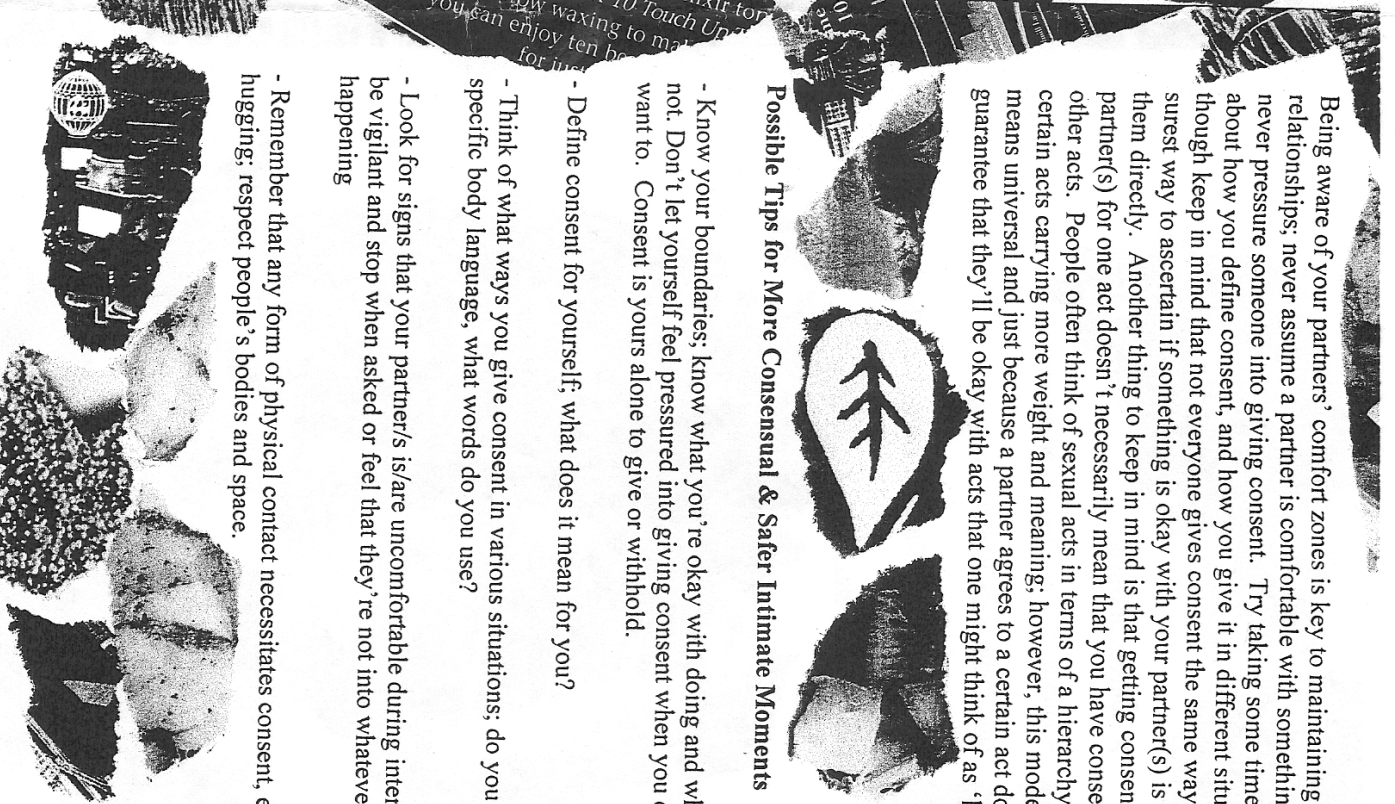 Being aware of your partners' comfort zones is key to maintaining
relationships; never assume a partner is comfortable with somethin
never pressure someone into giving consent. Try taking some time
about how you define consent, and how you give it in different situ
though keep in mind that not everyone gives consent the same way
surest way to ascertain if something is okay with your partner(s) is
them directly. Another thing to keep in mind is that getting consen
partner(s) for one act doesn't necessarily mean that you have conse
other acts. People often think of sexual acts in terms of a hierarchy
certain acts carrying more weight and meaning; however, this mode
means universal and just because a partner agrees to a certain act do
guarantee that they'll be okay with acts that one might think of as
Possible Tips for More Consensual & Safer Intimate Moments
- Know your boundaries; know what you're okay with doing and wh
not. Don't let yourself feel pressured into giving consent when you
want to. Consent is yours alone to give or withhold.
- Define consent for yourself; what does it mean for you?
- Think of what ways you give consent in various situations; do you
specific body language, what words do you use?
- Look for signs that your partner/s is/are uncomfortable during inter
be vigilant and stop when asked or feel that they're not into whateve
happening
- Remember that any form of physical contact necessitates consent, e
hugging; respect people's bodies and space.
10 Touch Up
waxing to
you can enjoy ten
for just